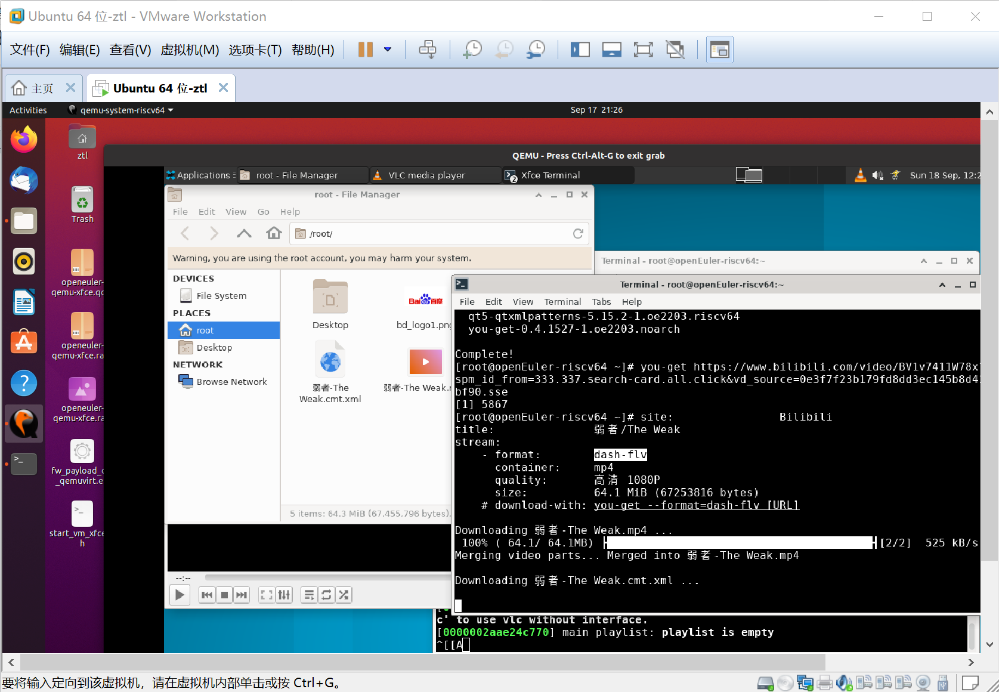 Ubuntu 64 位-ztl - VMware Workstation
文件(F) 编辑(E) 查看(V) 虚拟机(M) 选项卡(T) 帮助(H)
主页
Ubuntu 64 位-ztl
Activities
qemu-system-riscv64
Sep 17 21:26
ztl
Trash
openeuler-
qemu-xfce.qc
openeuler-
qemu-xfce.ra
openeuler-
qemu-xfce.ra
fw_payload_
_qemuvirt.e
start_vm_xfce
h
QEMU - Press Ctrl-Alt-G to exit grab
Applications
root - File Manager
VLC media player
2
Xfce Terminal
Sun 18 Sep, 12:2
root - File Manager
File Edit View Go Help
/root/
Warning, you are using the root account, you may harm your system.
DEVICES
File System
PLACES
root
Desktop
NETWORK
Browse Network
Desktop
Bai du 百度
bd_logo1.png
弱者-The
Weak.cmt.xml
弱者-The Weak.
5 items: 64.3 MiB (67,455,796 bytes),
--:--
Terminal - root@openEuler-riscv64:~
Terminal - root@openEuler-riscv64:~
File Edit View Terminal Tabs Help
qt5-qtxmlpatterns-5.15.2-1.oe2203.riscv64
you-get-0.4.1527-1.oe2203.noarch
Complete!
[root@openEuler-riscv64 ~]# you-get https://www.bilibili.com/video/BV1v7411W78x
spm_id_from=333.337.search-card.all.click&vd_source=0e3f7f23b179fd8dd3ec145b8d4
bf90.sse
[1] 5867
[root@openEuler-riscv64 ~]# site: Bilibili
title: 弱者/The Weak
stream:
- format: dash-flv
container: mp4
quality: 高清 1080P
size: 64.1 MiB (67253816 bytes)
# download-with: you-get --format=dash-flv [URL]
Downloading 弱者-The Weak.mp4 ...
100% ( 64.1/ 64.1MB) [2/2] 525 kB/s
Merging video parts... Merged into 弱者-The Weak.mp4
Downloading 弱者-The Weak.cmt.xml ...
c' to use vlc without interface.
[0000002aae24c770] main playlist: playlist is empty
^[[A
要将输入定向到该虚拟机，请在虚拟机内部单击或按 Ctrl+G。